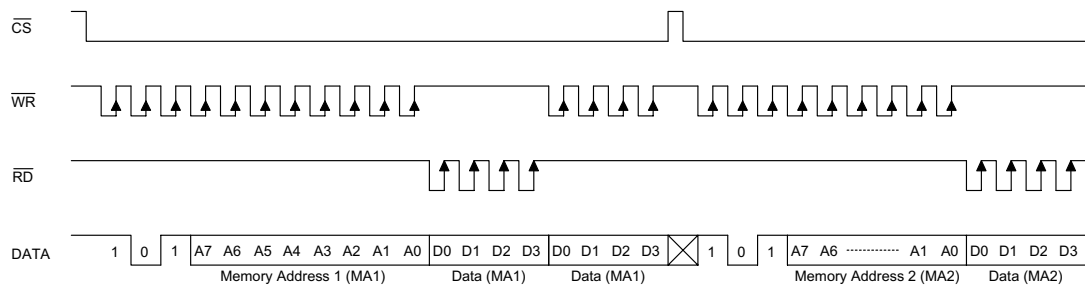 CS
WR
RD
DATA 1 0 1 A7 A6 A5 A4 A3 A2 A1 A0 D0 D1 D2 D3 D0 D1 D2 D3 1 0 1 A7 A6 A1 A0 D0 D1 D2 D3
Memory Address 1 (MA1) Data (MA1) Data (MA1) Memory Address 2 (MA2) Data (MA2)